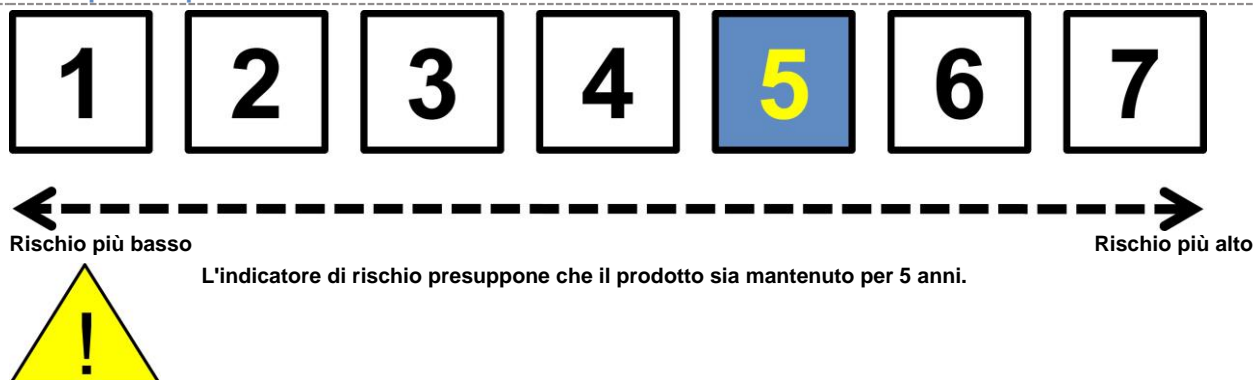 1 2 3 4 5 6 7
Rischio più basso Rischio più alto
L'indicatore di rischio presuppone che il prodotto sia mantenuto per 5 anni.
!